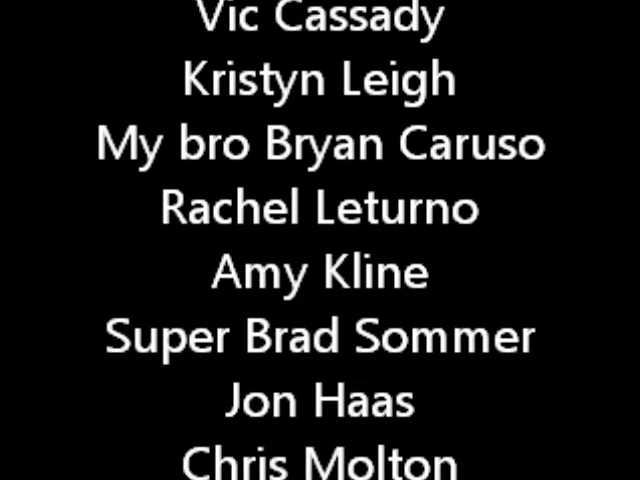 Vic Cassady
Kristyn Leigh
My bro Bryan Caruso
Rachel Leturno
Amy Kline
Super Brad Sommer
Jon Haas
Chris Molton